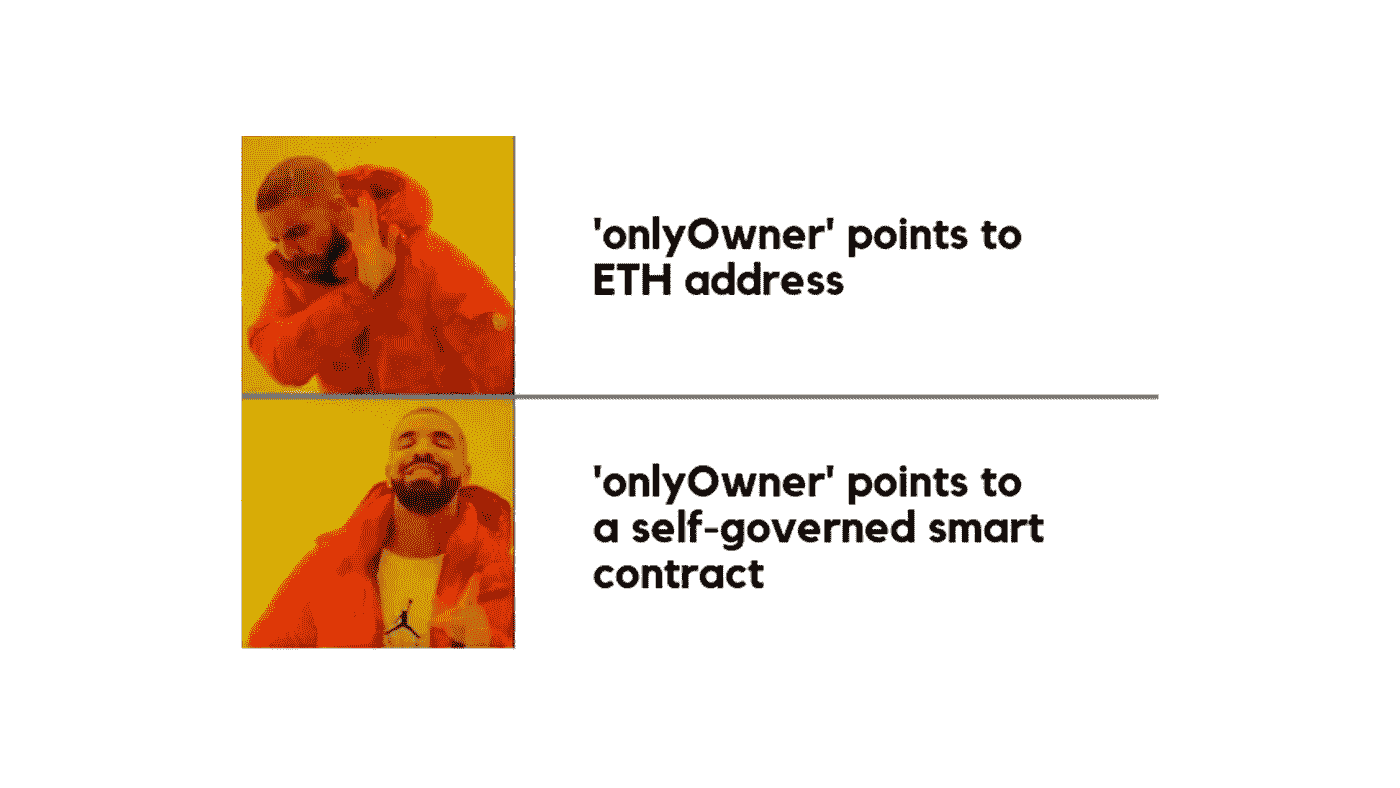 'onlyOwner' points to
ETH address
'onlyOwner' points to
a self-governed smart
contract